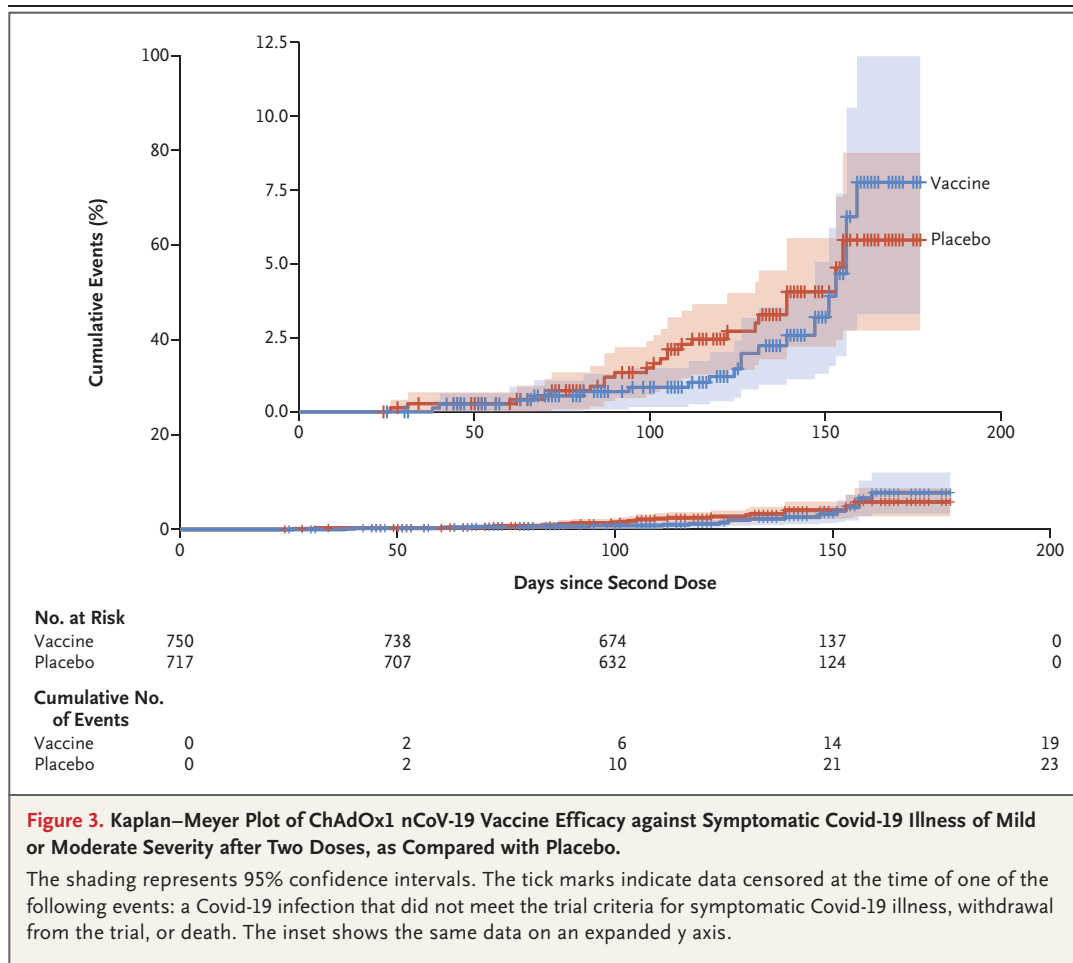 12.5
100
10.0
80
7.5
Vaccine
60
Placebo
5.0
40
2.5
0.0
0 50 100 150 200
20
0
0 50 100 150 200
Cumulative Events (%)
Days since Second Dose
No. at Risk
Vaccine 750 738 674 137 0
Placebo 717 707 632 124 0
Cumulative No.
of Events
Vaccine 0 2 6 14 19
Placebo 0 2 10 21 23
Figure 3. Kaplan–Meyer Plot of ChAdOx1 nCoV-19 Vaccine Efficacy against Symptomatic Covid-19 Illness of Mild
or Moderate Severity after Two Doses, as Compared with Placebo.
The shading represents 95% confidence intervals. The tick marks indicate data censored at the time of one of the
following events: a Covid-19 infection that did not meet the trial criteria for symptomatic Covid-19 illness, withdrawal
from the trial, or death. The inset shows the same data on an expanded y axis.